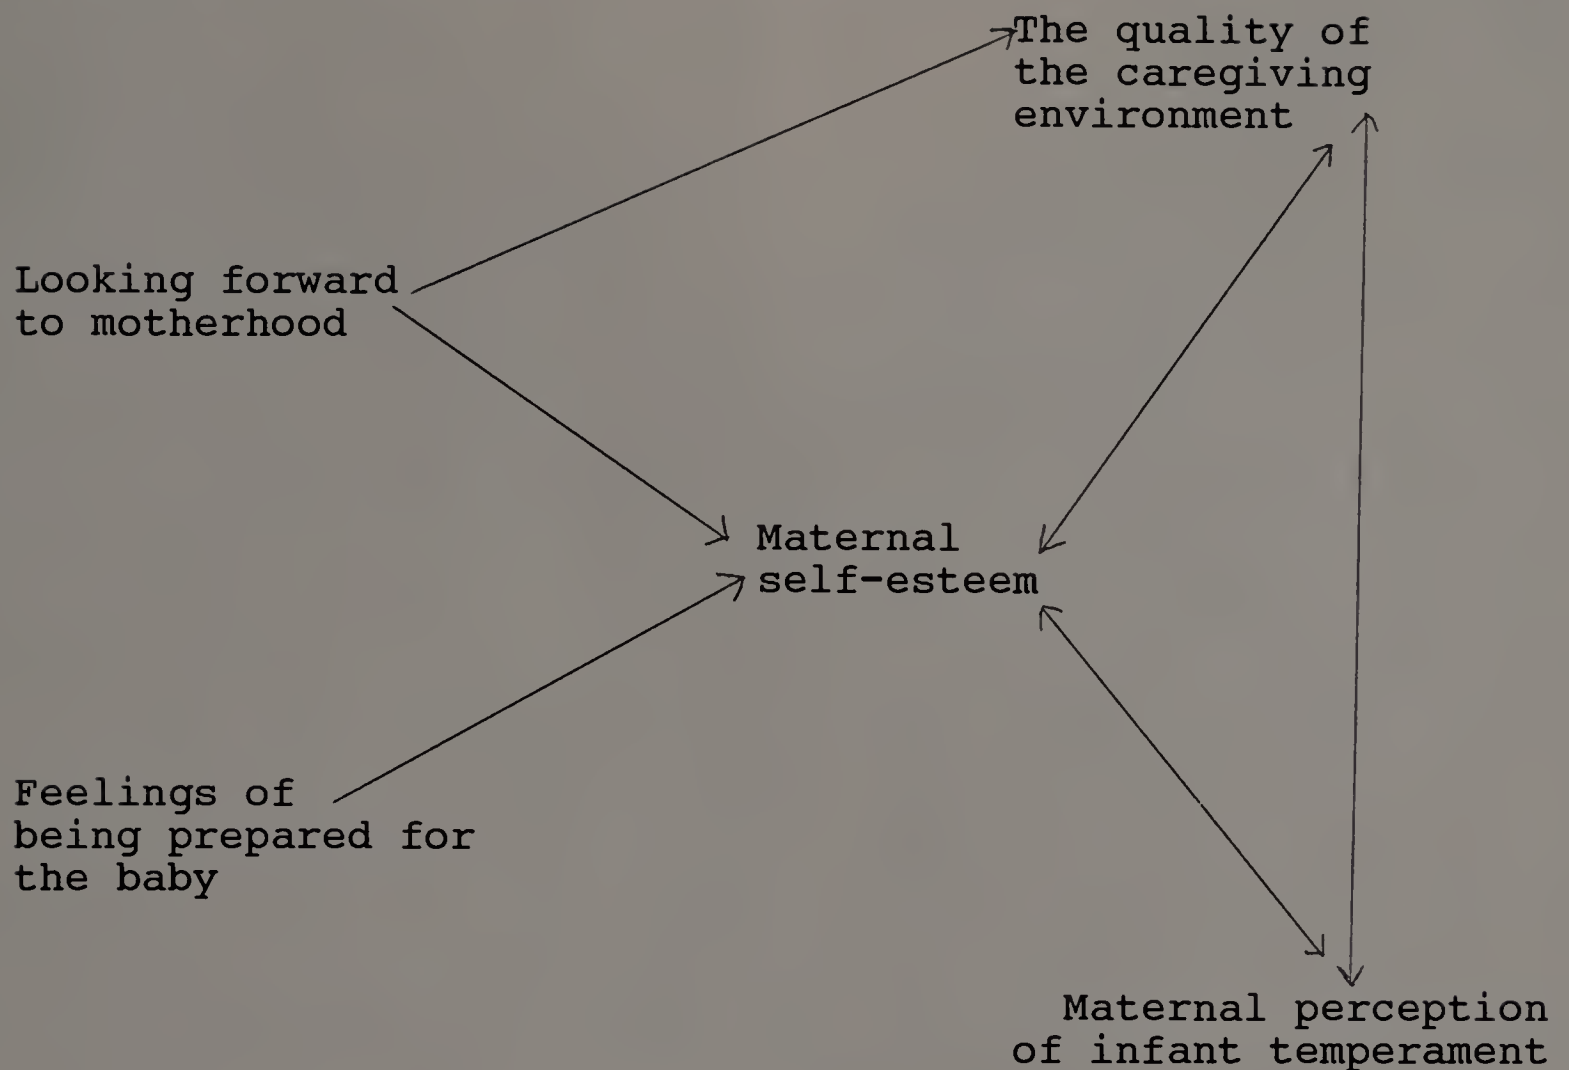 The quality of
the caregiving
environment
Looking forward
to motherhood
Maternal
self-esteem
Feelings of
being prepared for
the baby
Maternal perception
of infant temperament